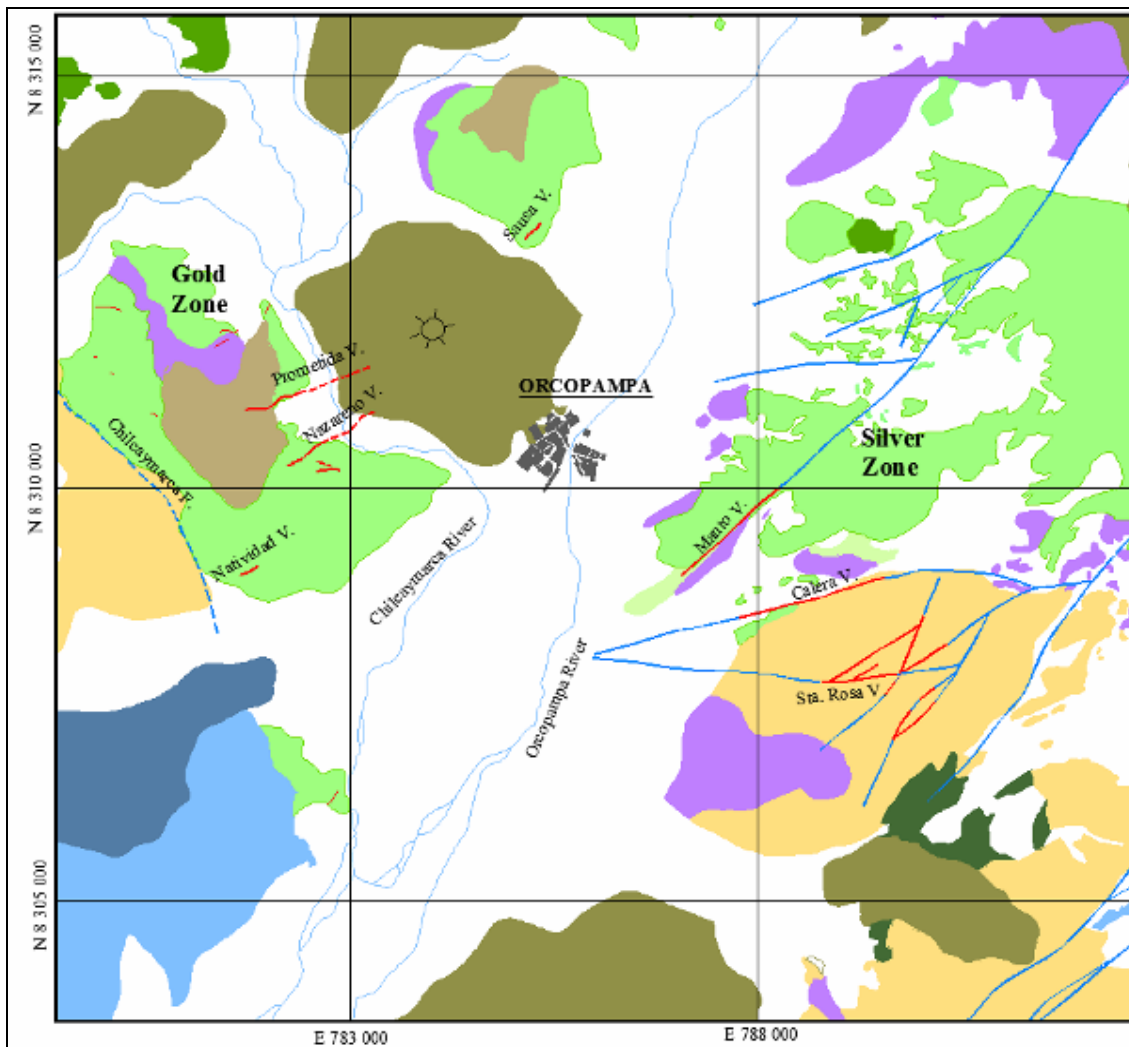 N 8 315 000
Sausa V.
Gold
Zone
Prometida V.
ORCOPAMPA
Nazareno V.
Chilcaymarca F.
Silver
Zone
N 8 310 000
Manto V.
Natividad V.
Chilcaymarca River
Calera V.
Orcopampa River
Sta. Rosa V
N 8 305 000
E 783 000
E 788 000